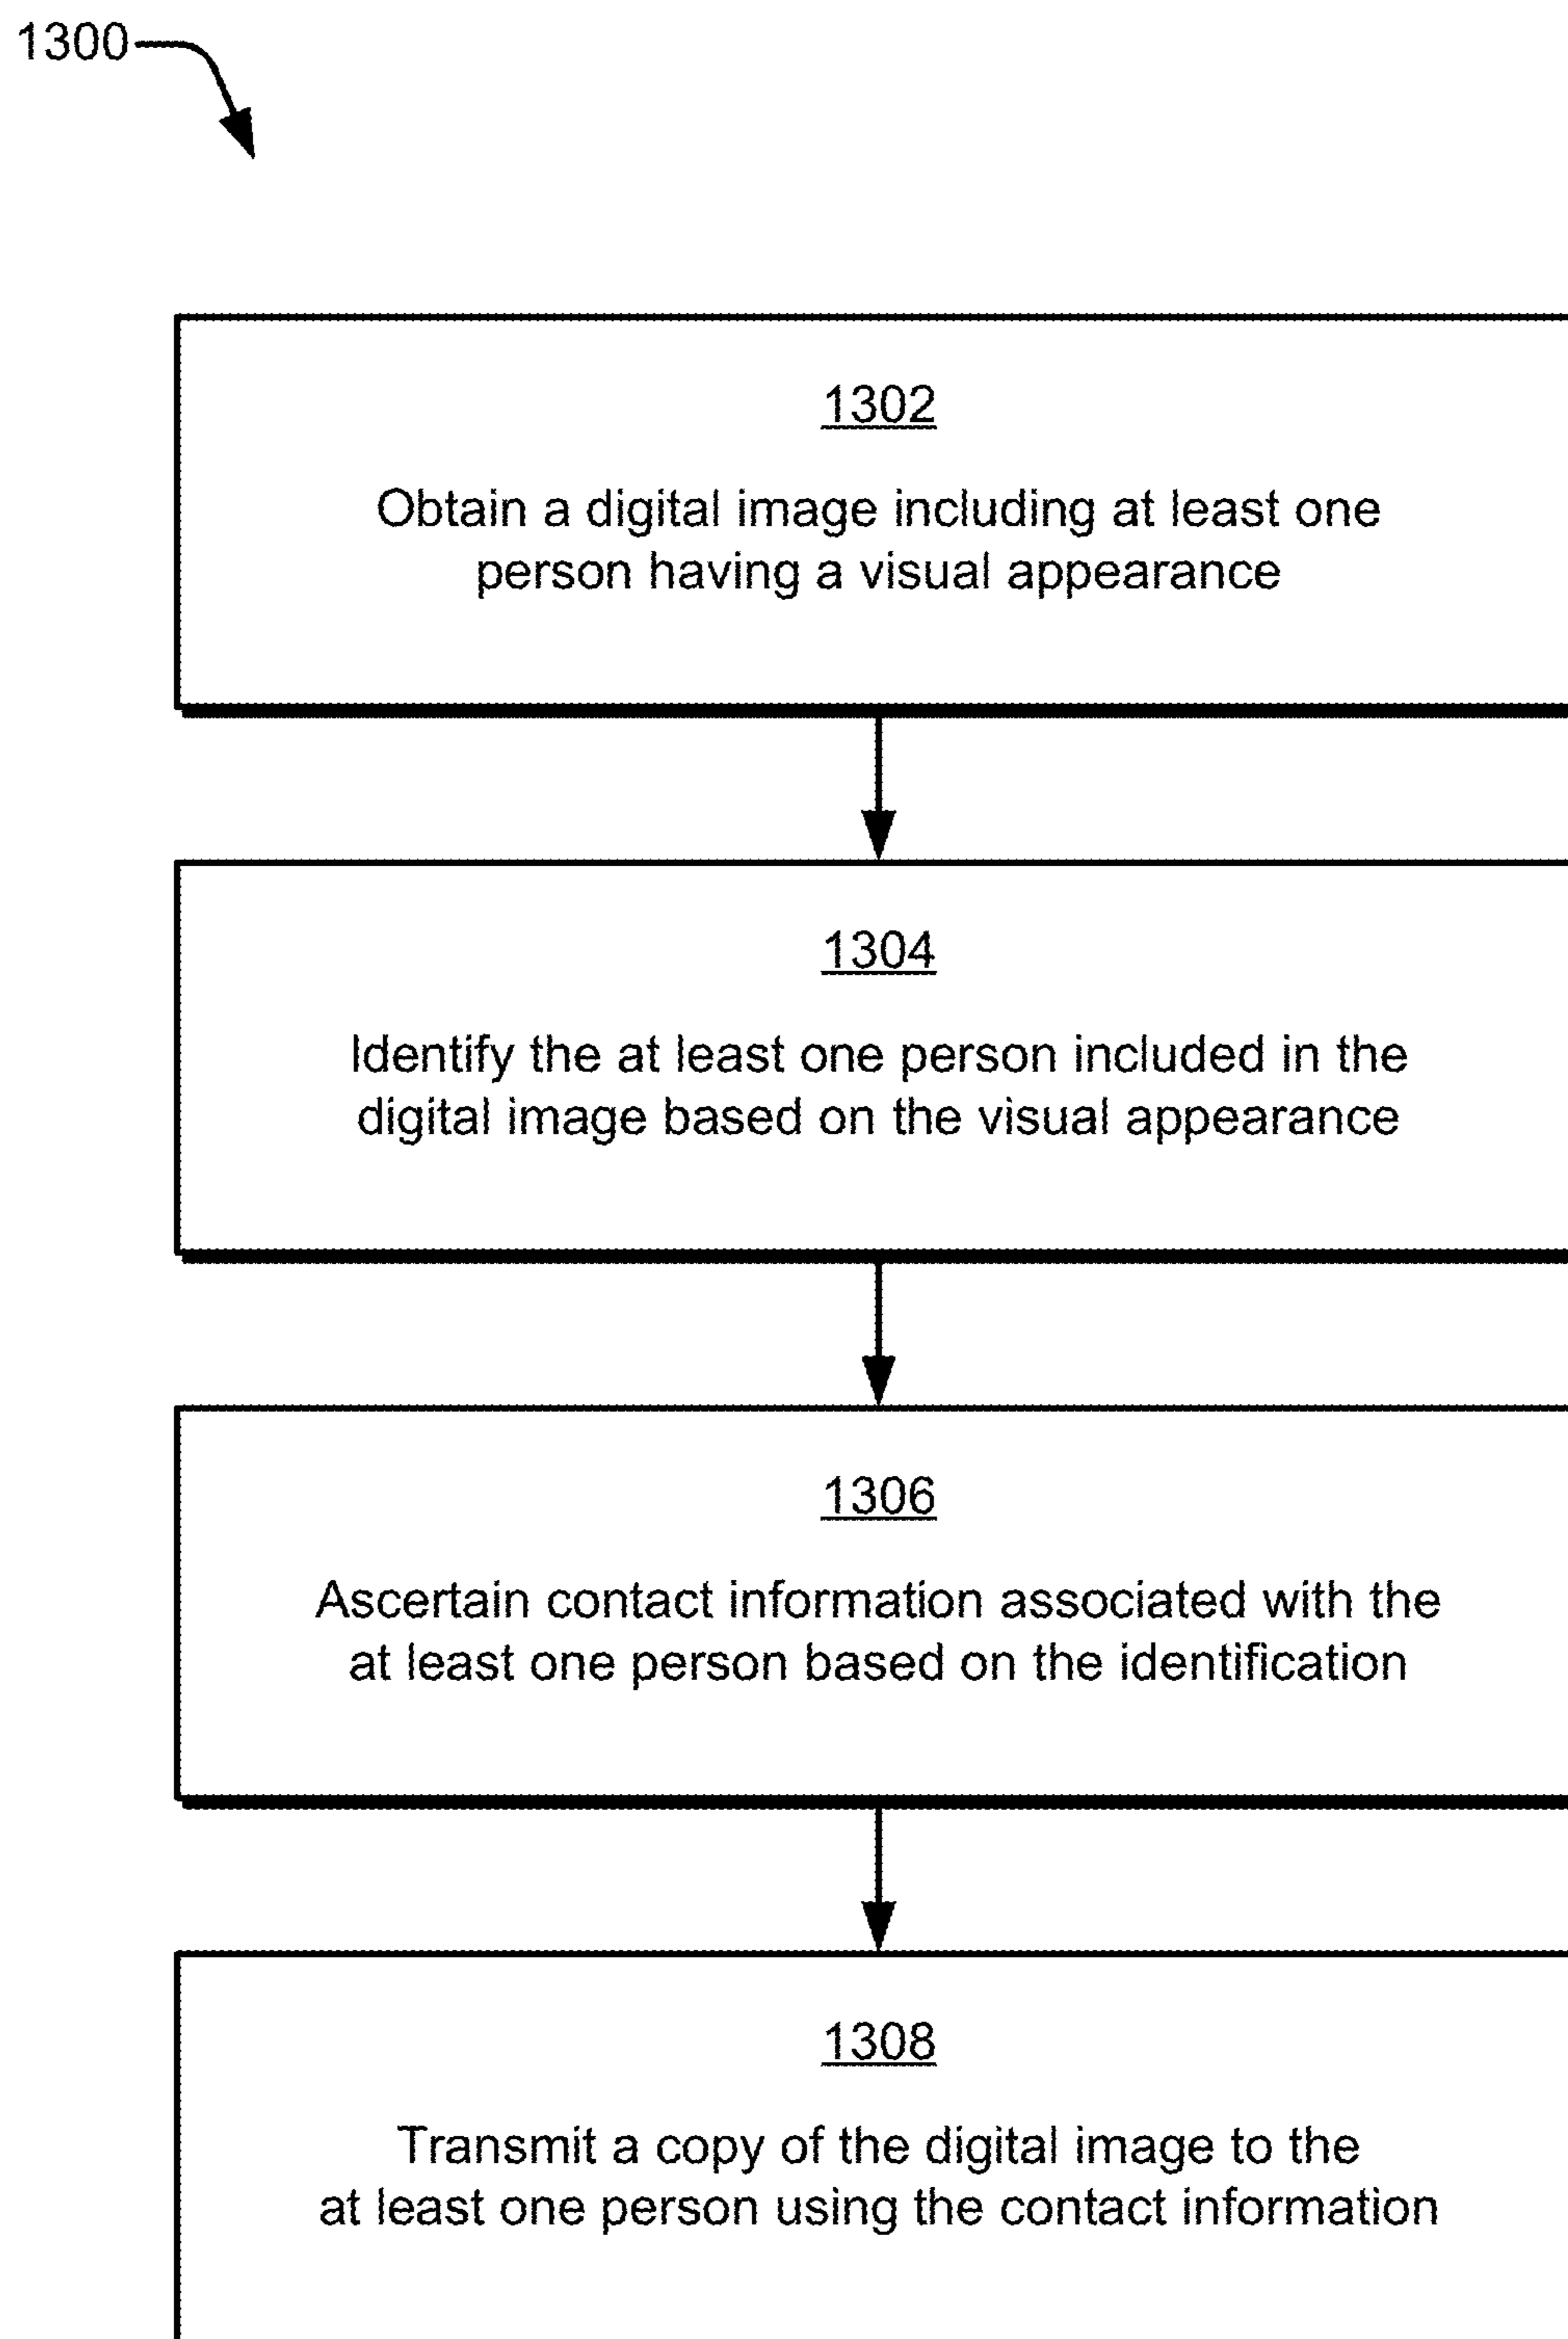 1300
1302
Obtain a digital image including at least one
person having a visual appearance
1304
Identify the at least one person included in the
digital image based on the visual appearance
1306
Ascertain contact information associated with the
at least one person based on the identification
1308
Transmit a copy of the digital image to the
at least one person using the contact information